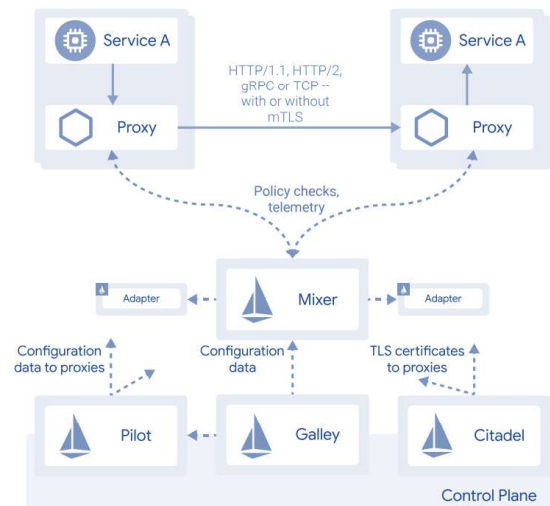 Service A
Service A
HTTP/1.1, HTTP/2,
gRPC or TCP --
with or without
mTLS
Proxy
Proxy
Policy checks,
telemetry
Mixer
Adapter
Adapter
Configuration
data to proxies
Configuration
data
TLS certificates
to proxies
Pilot
Galley
Citadel
Control Plane